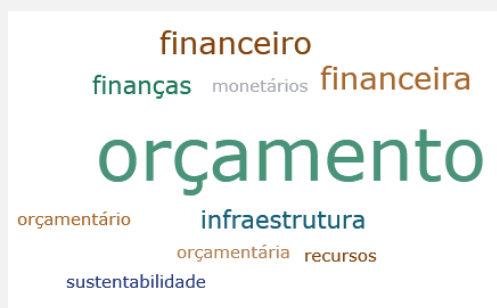 financeiro
finanças monetários financeira
orçamento
orçamentário infraestrutura
orçamentária recursos
sustentabilidade